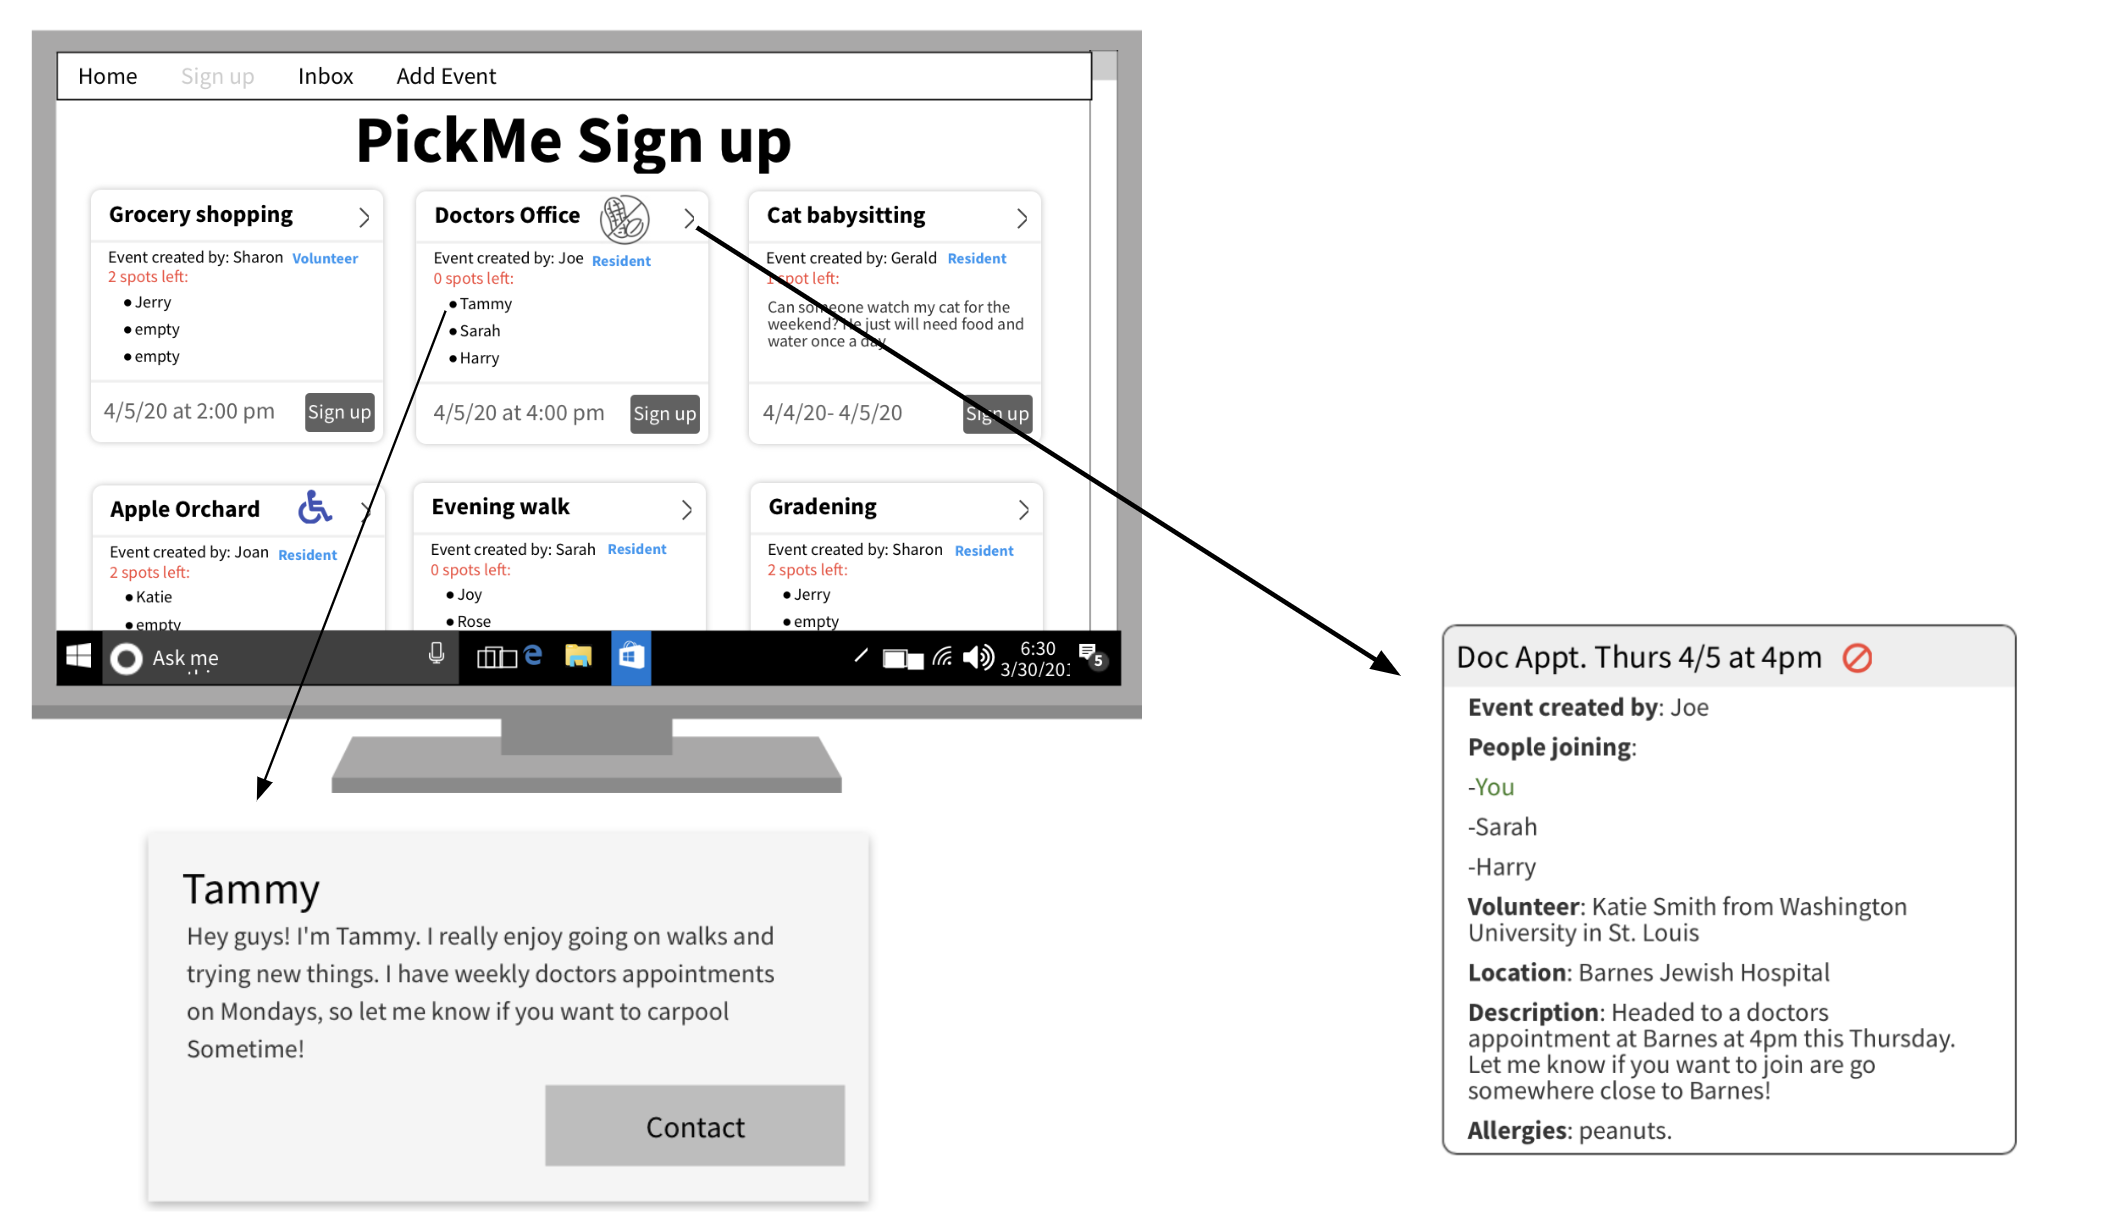 Home Sign up Inbox Add Event
PickMe Sign up
Grocery shopping
Event created by: Sharon Volunteer
2 spots left:
● Jerry
● empty
● empty
4/5/20 at 2:00 pm Sign up
Doctors Office
Event created by: Joe Resident
0 spots left:
● Tammy
● Sarah
● Harry
4/5/20 at 4:00 pm Sign up
Cat babysitting
Event created by: Gerald Resident
1 spot left:
Can someone watch my cat for the
weekend? He just will need food and
water once a day
4/4/20- 4/5/20 Sign up
Apple Orchard
Event created by: Joan Resident
2 spots left:
● Katie
● empty
Evening walk
Event created by: Sarah Resident
0 spots left:
● Joy
● Rose
Gradening
Event created by: Sharon Resident
2 spots left:
● Jerry
● empty
Ask me
6:30
3/30/201
5
Tammy
Hey guys! I'm Tammy. I really enjoy going on walks and
trying new things. I have weekly doctors appointments
on Mondays, so let me know if you want to carpool
Sometime!
Contact
Doc Appt. Thurs 4/5 at 4pm
Event created by: Joe
People joining:
-You
-Sarah
-Harry
Volunteer: Katie Smith from Washington
University in St. Louis
Location: Barnes Jewish Hospital
Description: Headed to a doctors
appointment at Barnes at 4pm this Thursday.
Let me know if you want to join are go
somewhere close to Barnes!
Allergies: peanuts.